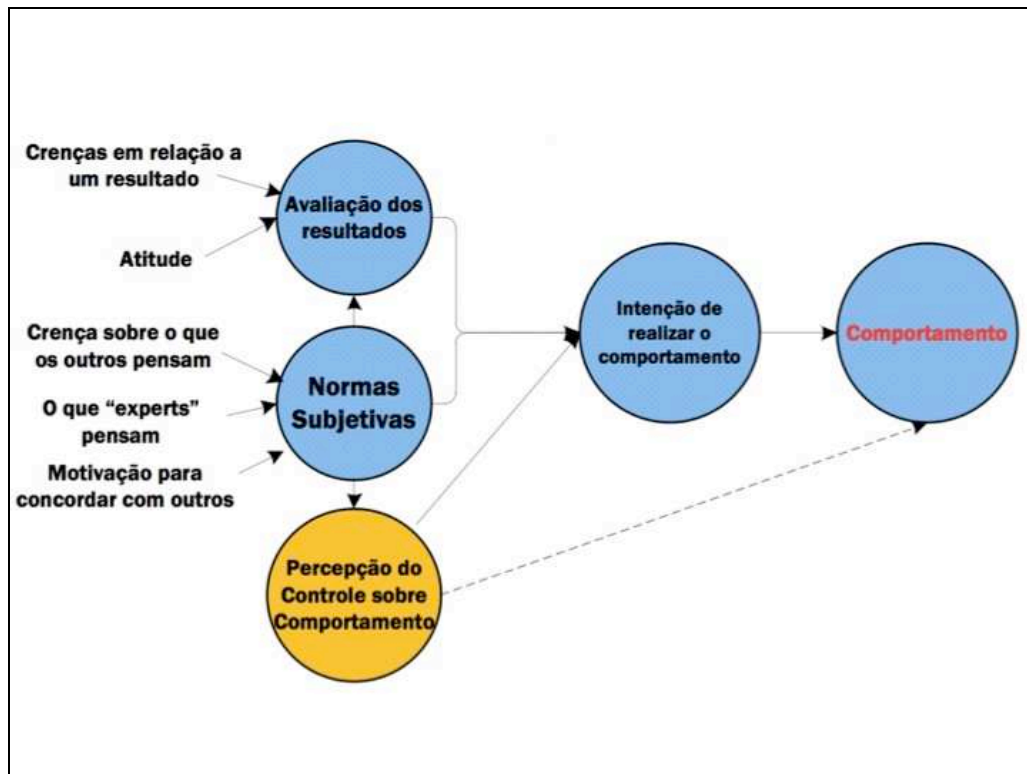 Crenças em relação a
um resultado
Atitude
Avaliação dos
resultados
Crença sobre o que
os outros pensam
O que “experts”
pensam
Motivação para
concordar com outros
Normas
Subjetivas
Percepção do
Controle sobre
Comportamento
Intenção de
realizar o
comportamento
Comportamento